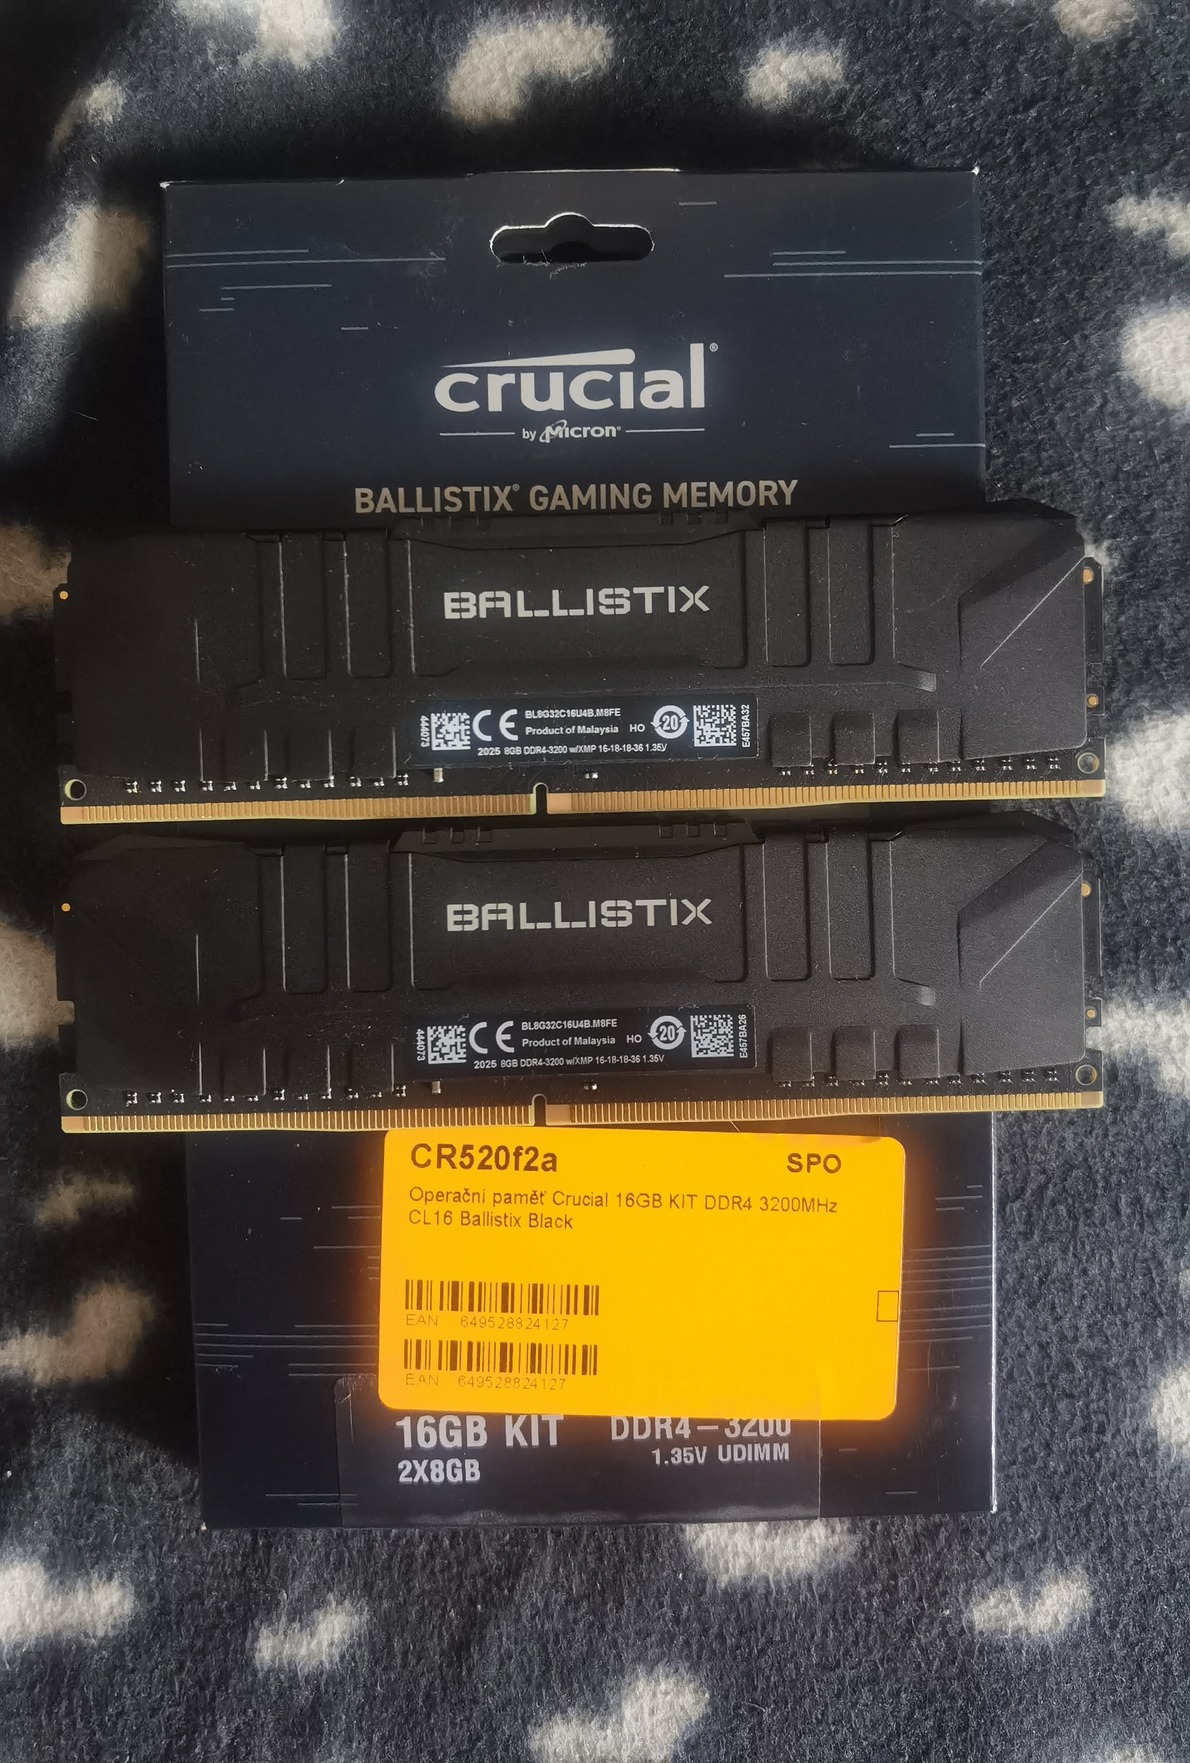 crucial®
by Micron®
BALLISTIX® GAMING MEMORY
BALLISTIX
444073
CE
BL8G32C16U4B.M8FE
Product of Malaysia HO
20
E457BA32
2025 8GB DDR4-3200 w/XMP 16-18-18-36 1.35V
BALLISTIX
444073
CE
BL8G32C16U4B.M8FE
Product of Malaysia HO
20
E457BA26
2025 8GB DDR4-3200 w/XMP 16-18-18-36 1.35V
CR520f2a SPO
Operační paměť Crucial 16GB KIT DDR4 3200MHz
CL16 Ballistix Black
EAN 649528824127
EAN 649528824127
16GB KIT DDR4-3200
2X8GB 1.35V UDIMM